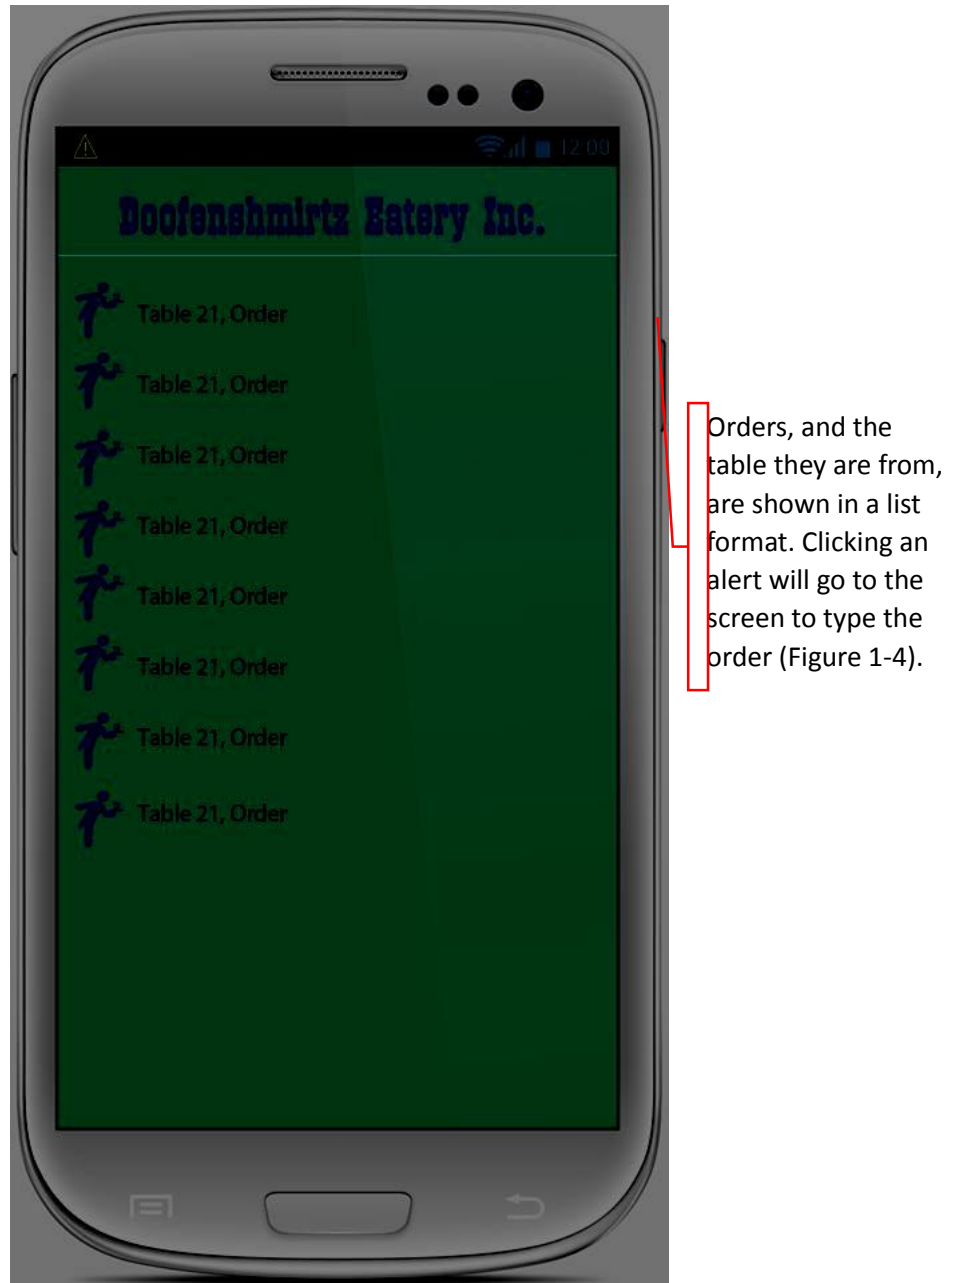 12:00
Doofenshmirtz Eatery Inc.
Table 21, Order
Table 21, Order
Table 21, Order
Table 21, Order
Table 21, Order
Table 21, Order
Table 21, Order
Table 21, Order
Orders, and the
table they are from,
are shown in a list
format. Clicking an
alert will go to the
screen to type the
order (Figure 1-4).